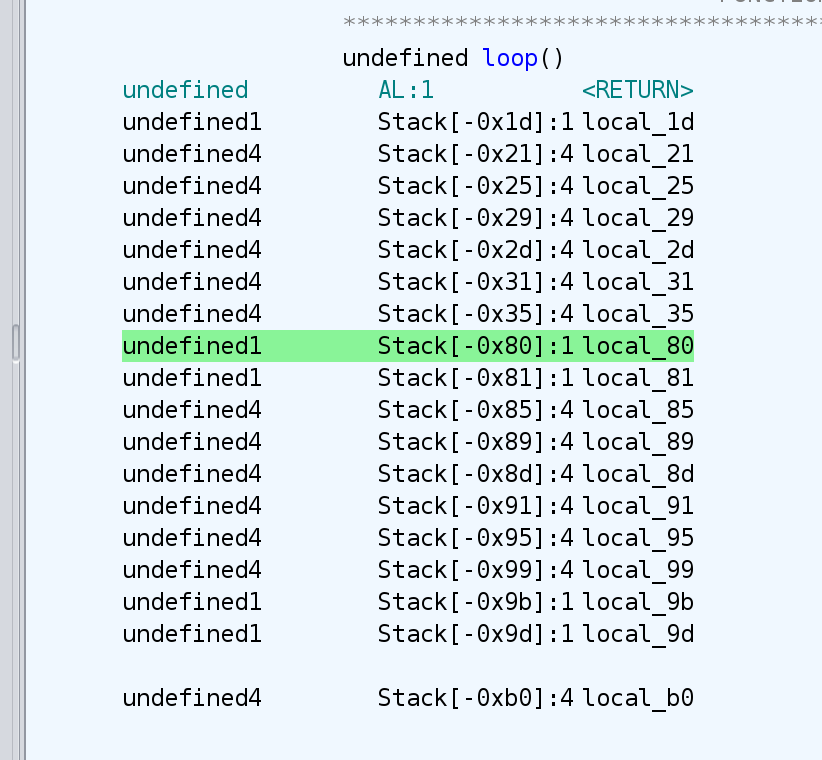 ************************************
undefined loop()
undefined AL:1 <RETURN>
undefined1 Stack[-0x1d]:1 local_1d
undefined4 Stack[-0x21]:4 local_21
undefined4 Stack[-0x25]:4 local_25
undefined4 Stack[-0x29]:4 local_29
undefined4 Stack[-0x2d]:4 local_2d
undefined4 Stack[-0x31]:4 local_31
undefined4 Stack[-0x35]:4 local_35
undefined1 Stack[-0x80]:1 local_80
undefined1 Stack[-0x81]:1 local_81
undefined4 Stack[-0x85]:4 local_85
undefined4 Stack[-0x89]:4 local_89
undefined4 Stack[-0x8d]:4 local_8d
undefined4 Stack[-0x91]:4 local_91
undefined4 Stack[-0x95]:4 local_95
undefined4 Stack[-0x99]:4 local_99
undefined1 Stack[-0x9b]:1 local_9b
undefined1 Stack[-0x9d]:1 local_9d
undefined4 Stack[-0xb0]:4 local_b0